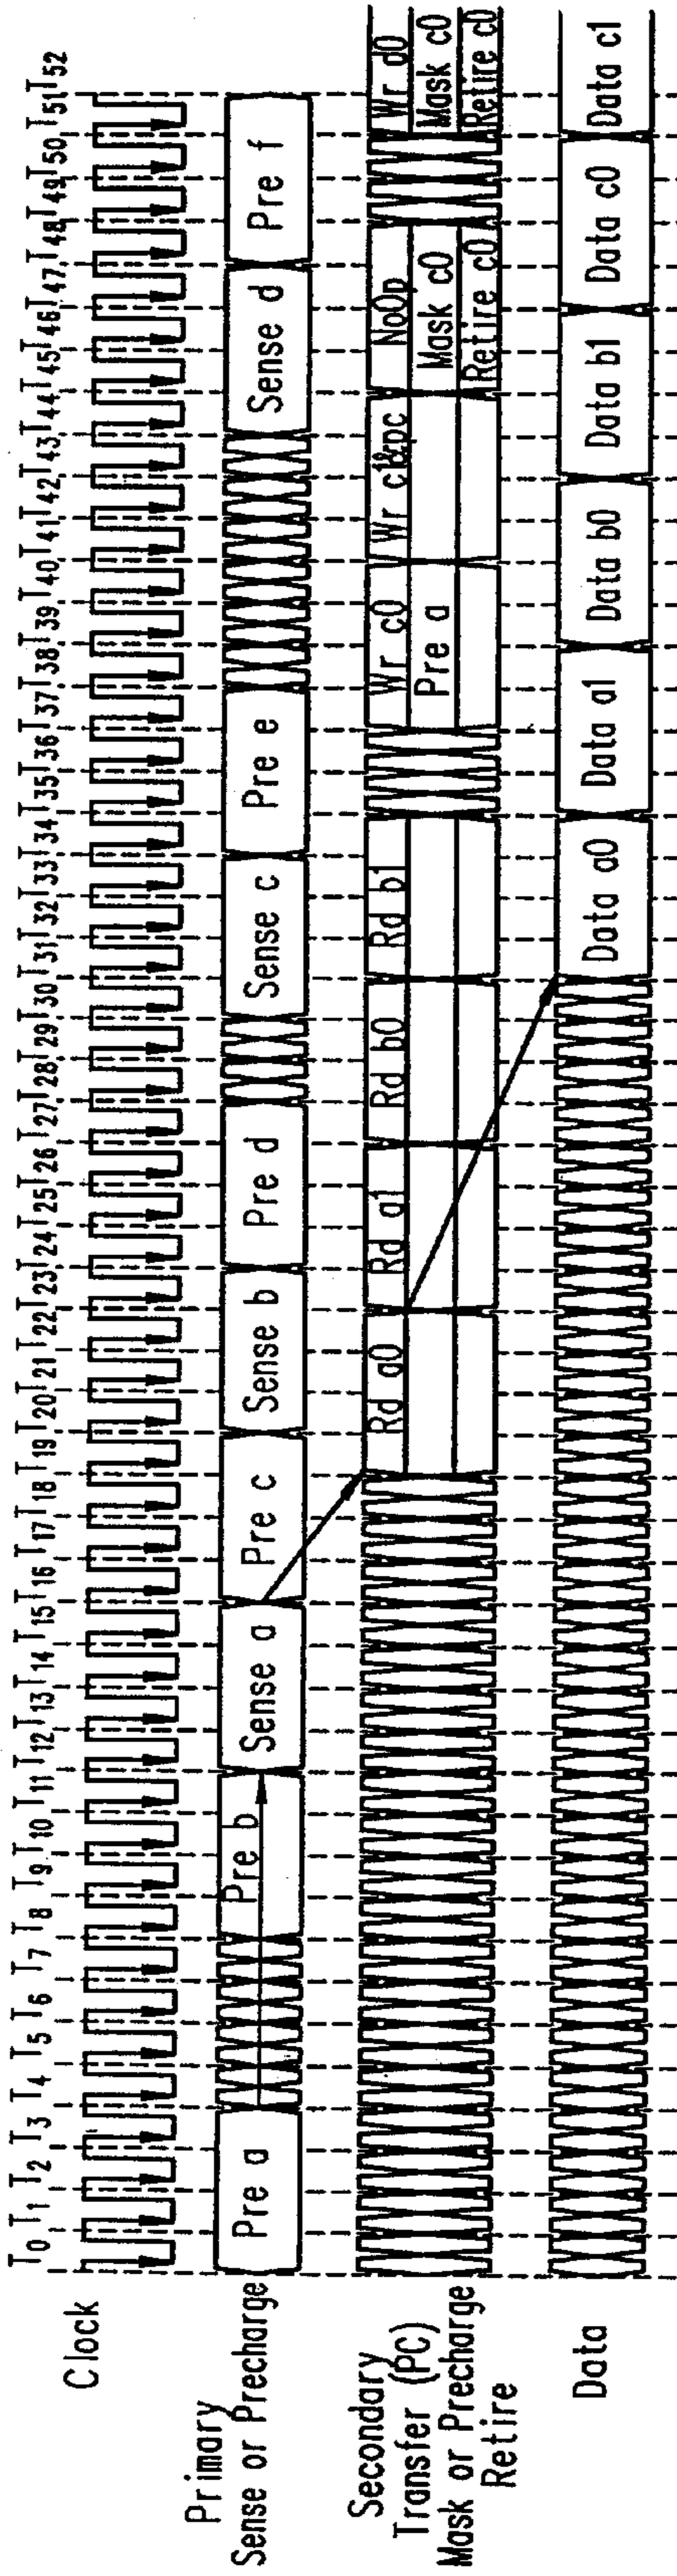 T0 T1 T2 T3 T4 T5 T6 T7 T8 T9 T10 T11 T12 T13 T14 T15 T16 T17 T18 T19 T20 T21 T22 T23 T24 T25 T26 T27 T28 T29 T30 T31 T32 T33 T34 T35 T36 T37 T38 T39 T40 T41 T42 T43 T44 T45 T46 T47 T48 T49 T50 T51 T52
Clock
Primary
Sense or Precharge
Pre a Pre b Sense a Pre c Sense b Pre d Sense c Pre e Sense d Pre f
Secondary
Transfer (PC)
Mask or Precharge
Retire
Rd a0 Rd a1 Rd b0 Rd b1 Wr c0 Wr c1&rpc NoOp Wr d0
Pre a Mask c0 Mask c0
Retire c0 Retire c0
Data
Data a0 Data a1 Data b0 Data b1 Data c0 Data c1